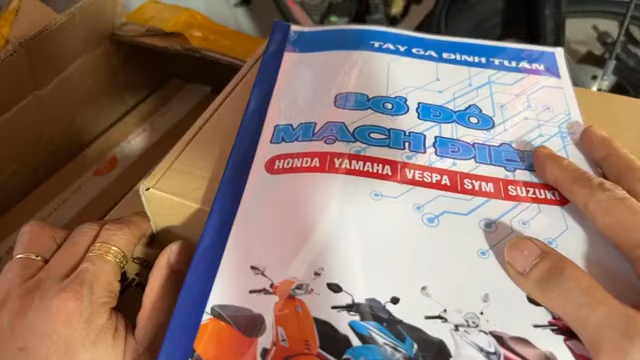 TAY GA ĐÌNH TUẤN
SƠ ĐỒ
MẠCH ĐIỆN
HONDA | YAMAHA | VESPA | SYM | SUZUKI